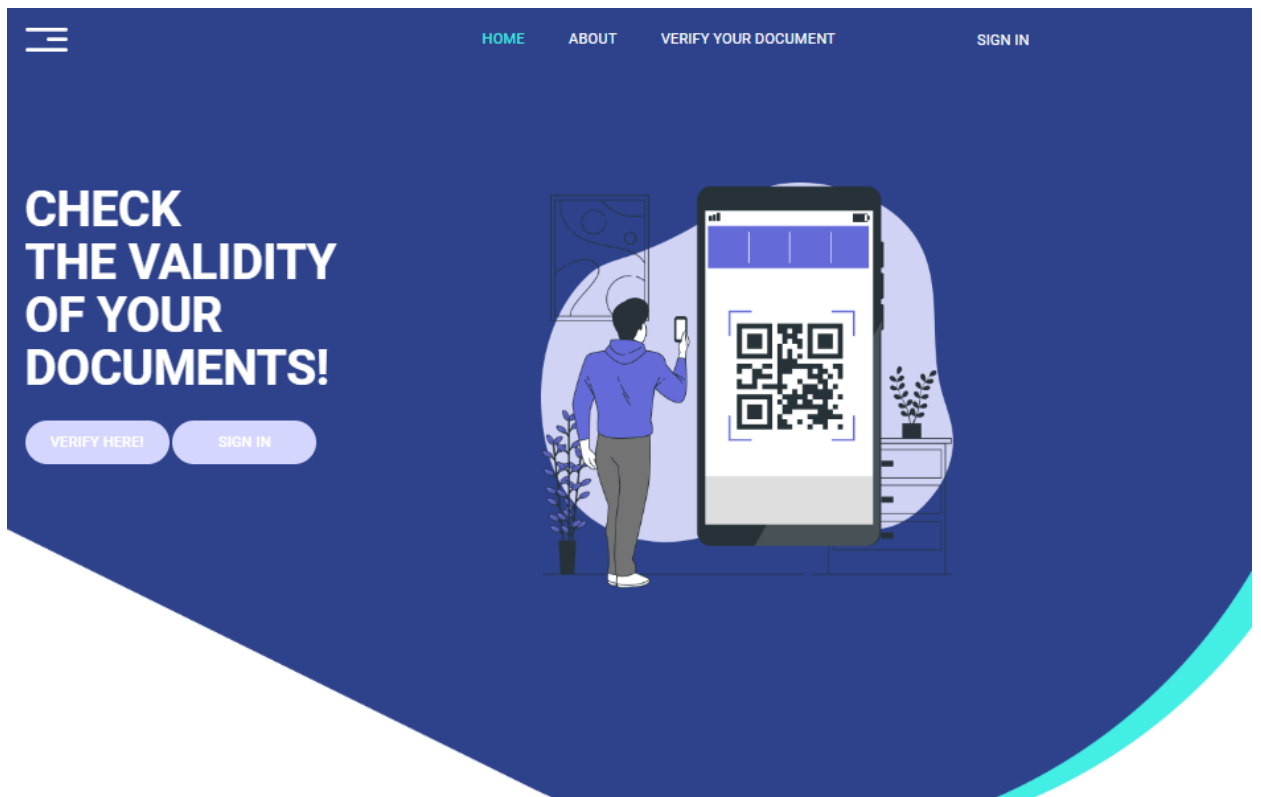 HOME
ABOUT
VERIFY YOUR DOCUMENT
SIGN IN
CHECK
THE VALIDITY
OF YOUR
DOCUMENTS!
VERIFY HERE!
SIGN IN